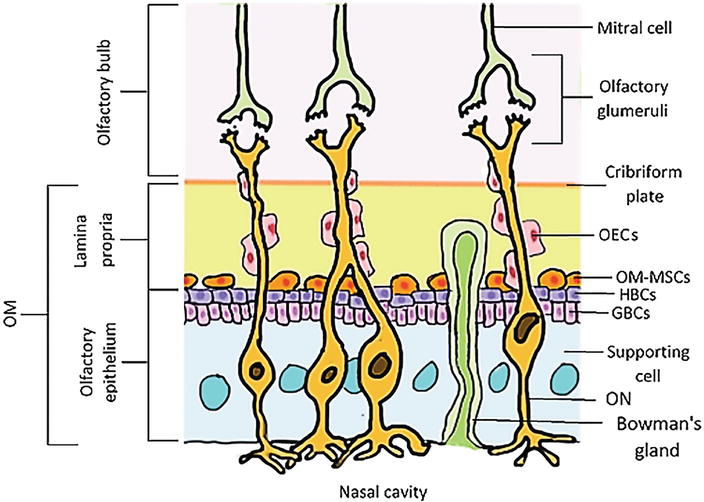 Olfactory bulb
Lamina
propria
OM
Olfactory
epithelium
Mitral cell
Olfactory
glumeruli
Cribriform
plate
OECs
OM-MSCs
HBCs
GBCs
Supporting
cell
ON
Bowman's
gland
Nasal cavity